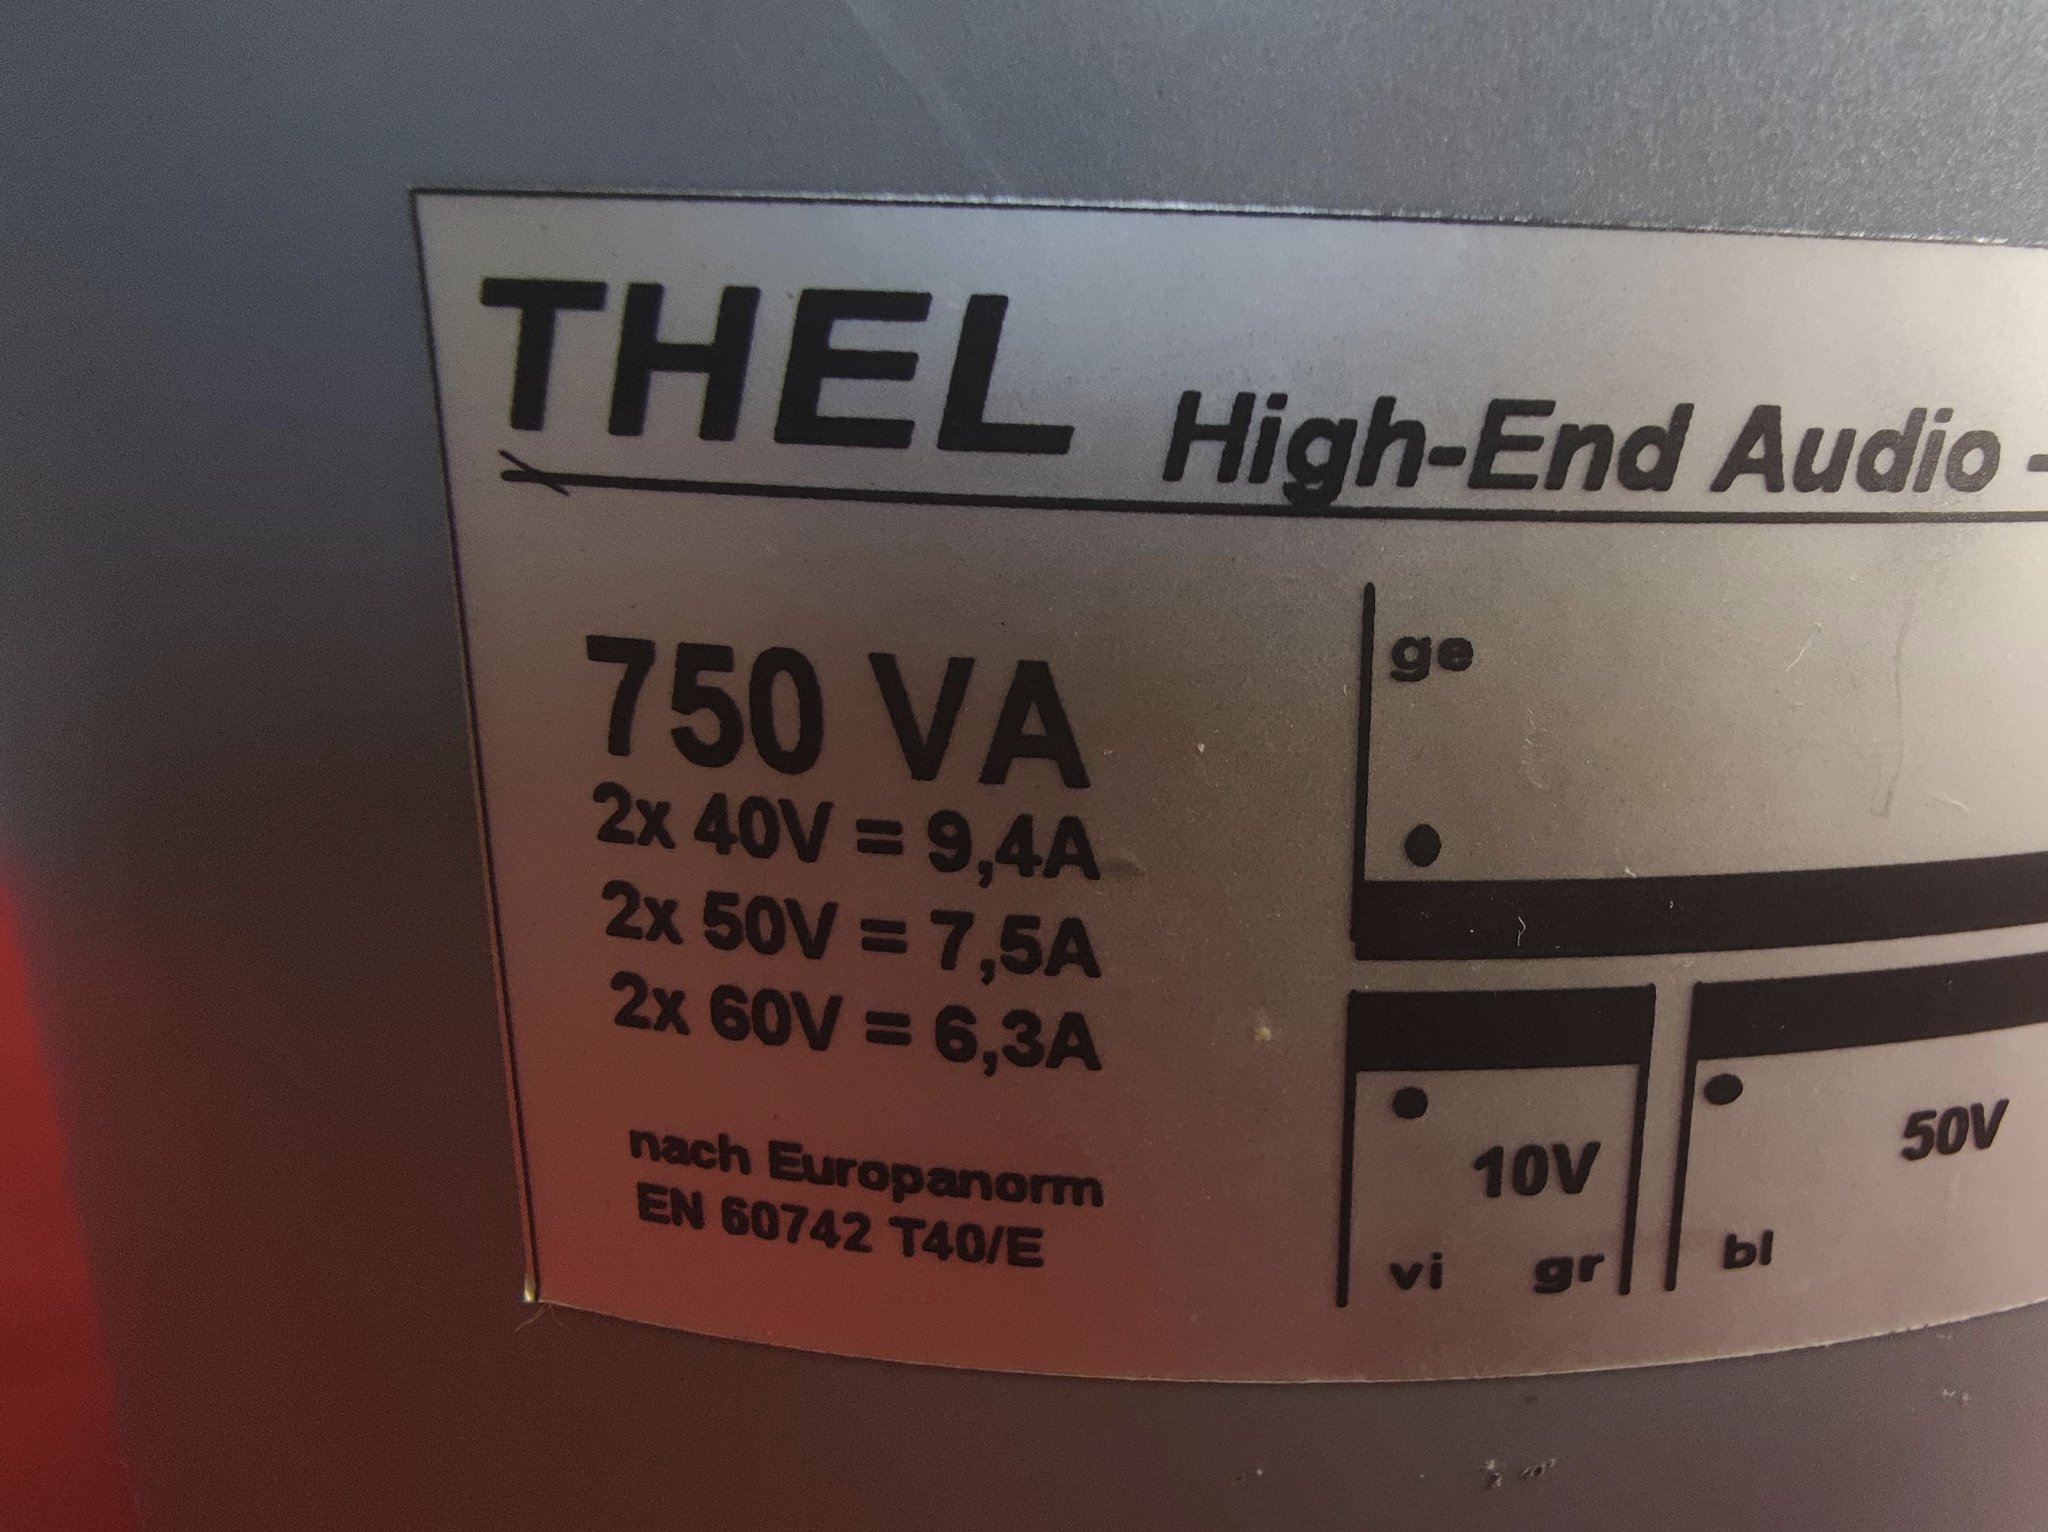 THEL High-End Audio -
750 VA
2x 40V = 9,4A
2x 50V = 7,5A
2x 60V = 6,3A
nach Europanorm
EN 60742 T40/E
ge
10V
50V
vi gr
bl